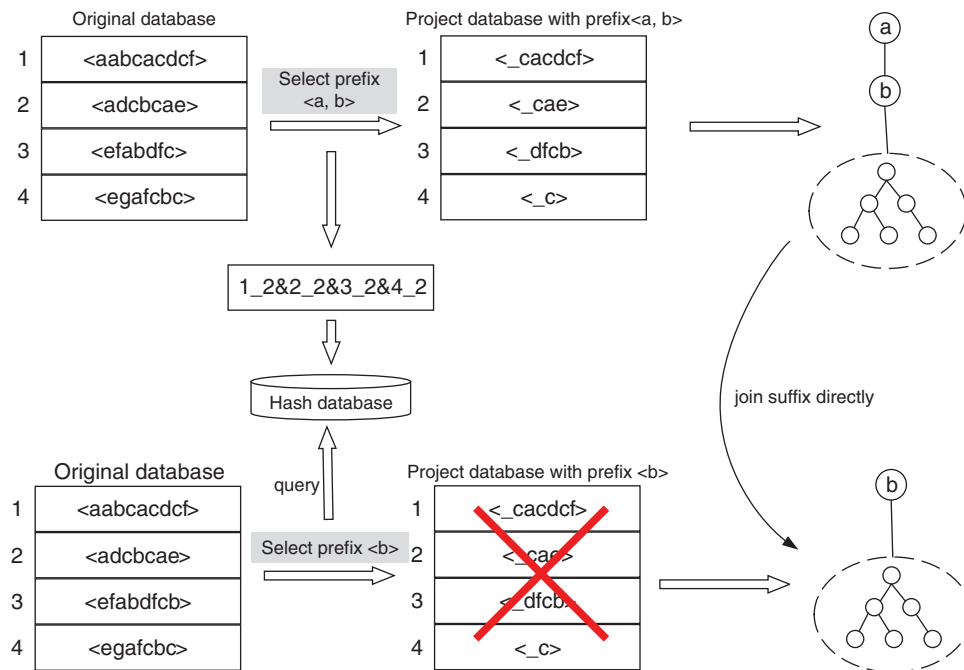 Original database
Project database with prefix<a, b>
1 <aabcacdcf>
2 <adcbcae>
3 <efabdfc>
4 <egafcbc>
Select prefix
<a, b>
1 <_cacdcf>
2 <_cae>
3 <_dfcb>
4 <_c>
a
b
1_2&2_2&3_2&4_2
Hash database
join suffix directly
query
Original database
Project database with prefix <b>
1 <aabcacdcf>
2 <adcbcae>
3 <efabdfcb>
4 <egafcbc>
Select prefix <b>
1 <_cacdcf>
2 <_cae>
3 <_dfcb>
4 <_c>
b